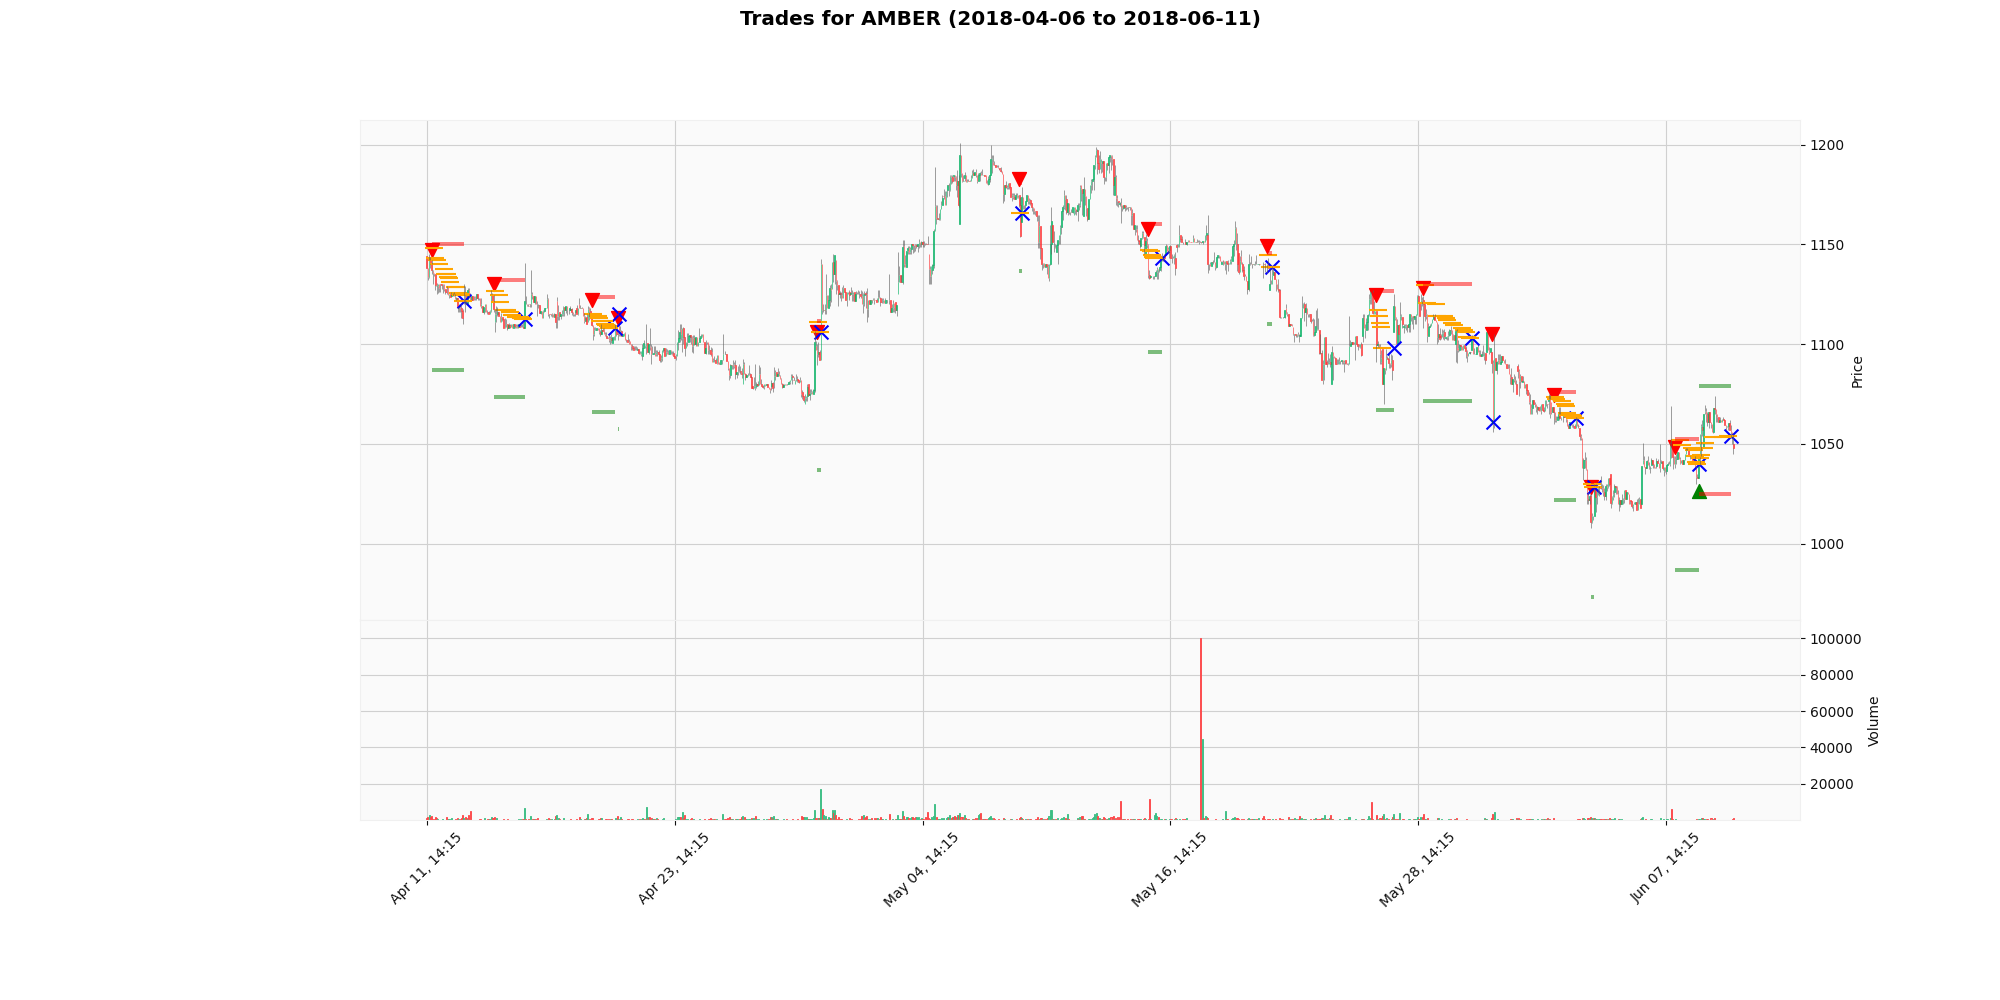 Trades for AMBER (2018-04-06 to 2018-06-11)
1200
1150
1100
1050
1000
Price
100000
80000
60000
40000
20000
Volume
Apr 11, 14:15
Apr 23, 14:15
May 04, 14:15
May 16, 14:15
May 28, 14:15
Jun 07, 14:15